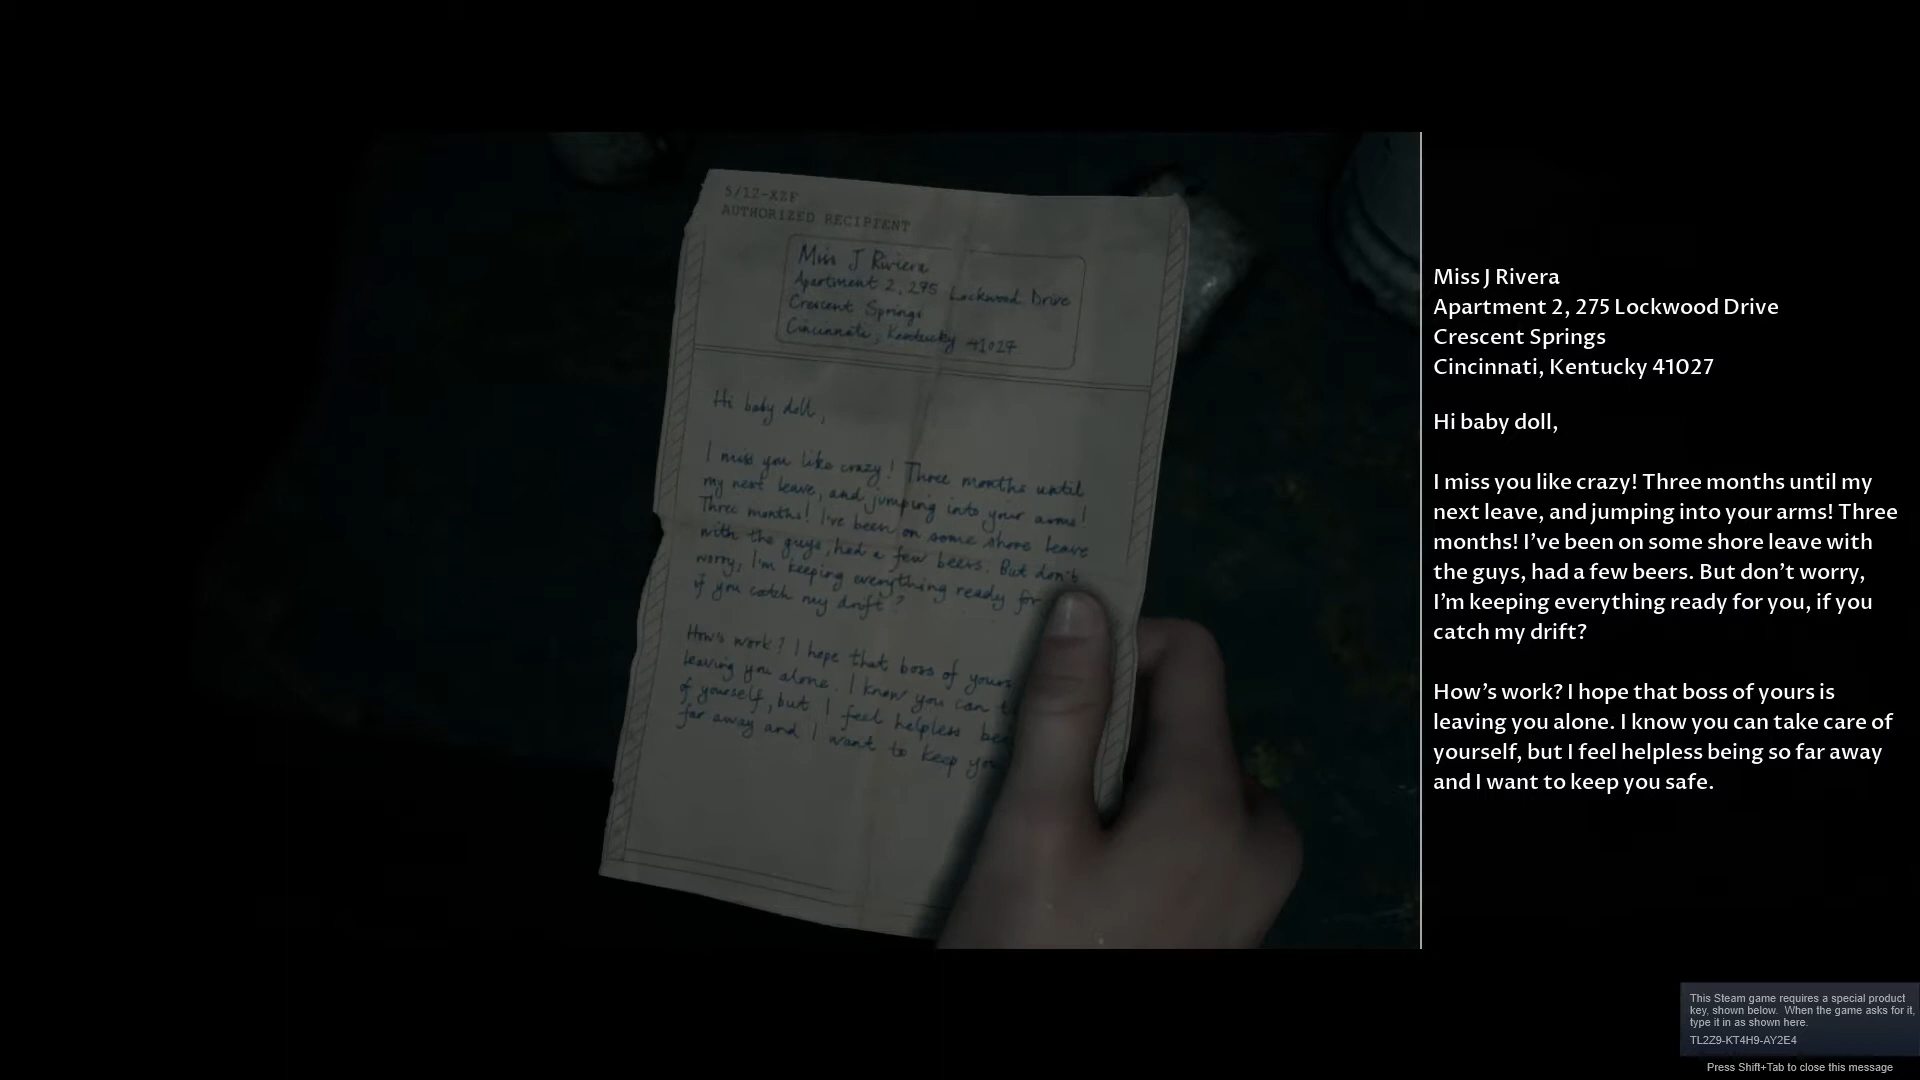 5/12-XZF
AUTHORIZED RECIPIENT
Miss J Riviera
Apartment 2, 275 Lockwood Drive
Crescent Springs
Cincinnati, Kentucky 41027
Hi baby doll,
I miss you like crazy! Three months until
my next leave, and jumping into your arms!
Three months! I've been on some shore leave
with the guys, had a few beers. But don't
worry, I'm keeping everything ready for
if you catch my drift?
How's work? I hope that boss of yours
leaving you alone. I know you can
of yourself, but I feel helpless
far away and I want to keep
Miss J Rivera
Apartment 2, 275 Lockwood Drive
Crescent Springs
Cincinnati, Kentucky 41027
Hi baby doll,
I miss you like crazy! Three months until my
next leave, and jumping into your arms! Three
months! I've been on some shore leave with
the guys, had a few beers. But don't worry,
I'm keeping everything ready for you, if you
catch my drift?
How's work? I hope that boss of yours is
leaving you alone. I know you can take care of
yourself, but I feel helpless being so far away
and I want to keep you safe.
This Steam game requires a special product
key, shown below. When the game asks for it,
type it in as shown here.
TL2Z9-KT4H9-AY2E4
Press Shift+Tab to close this message